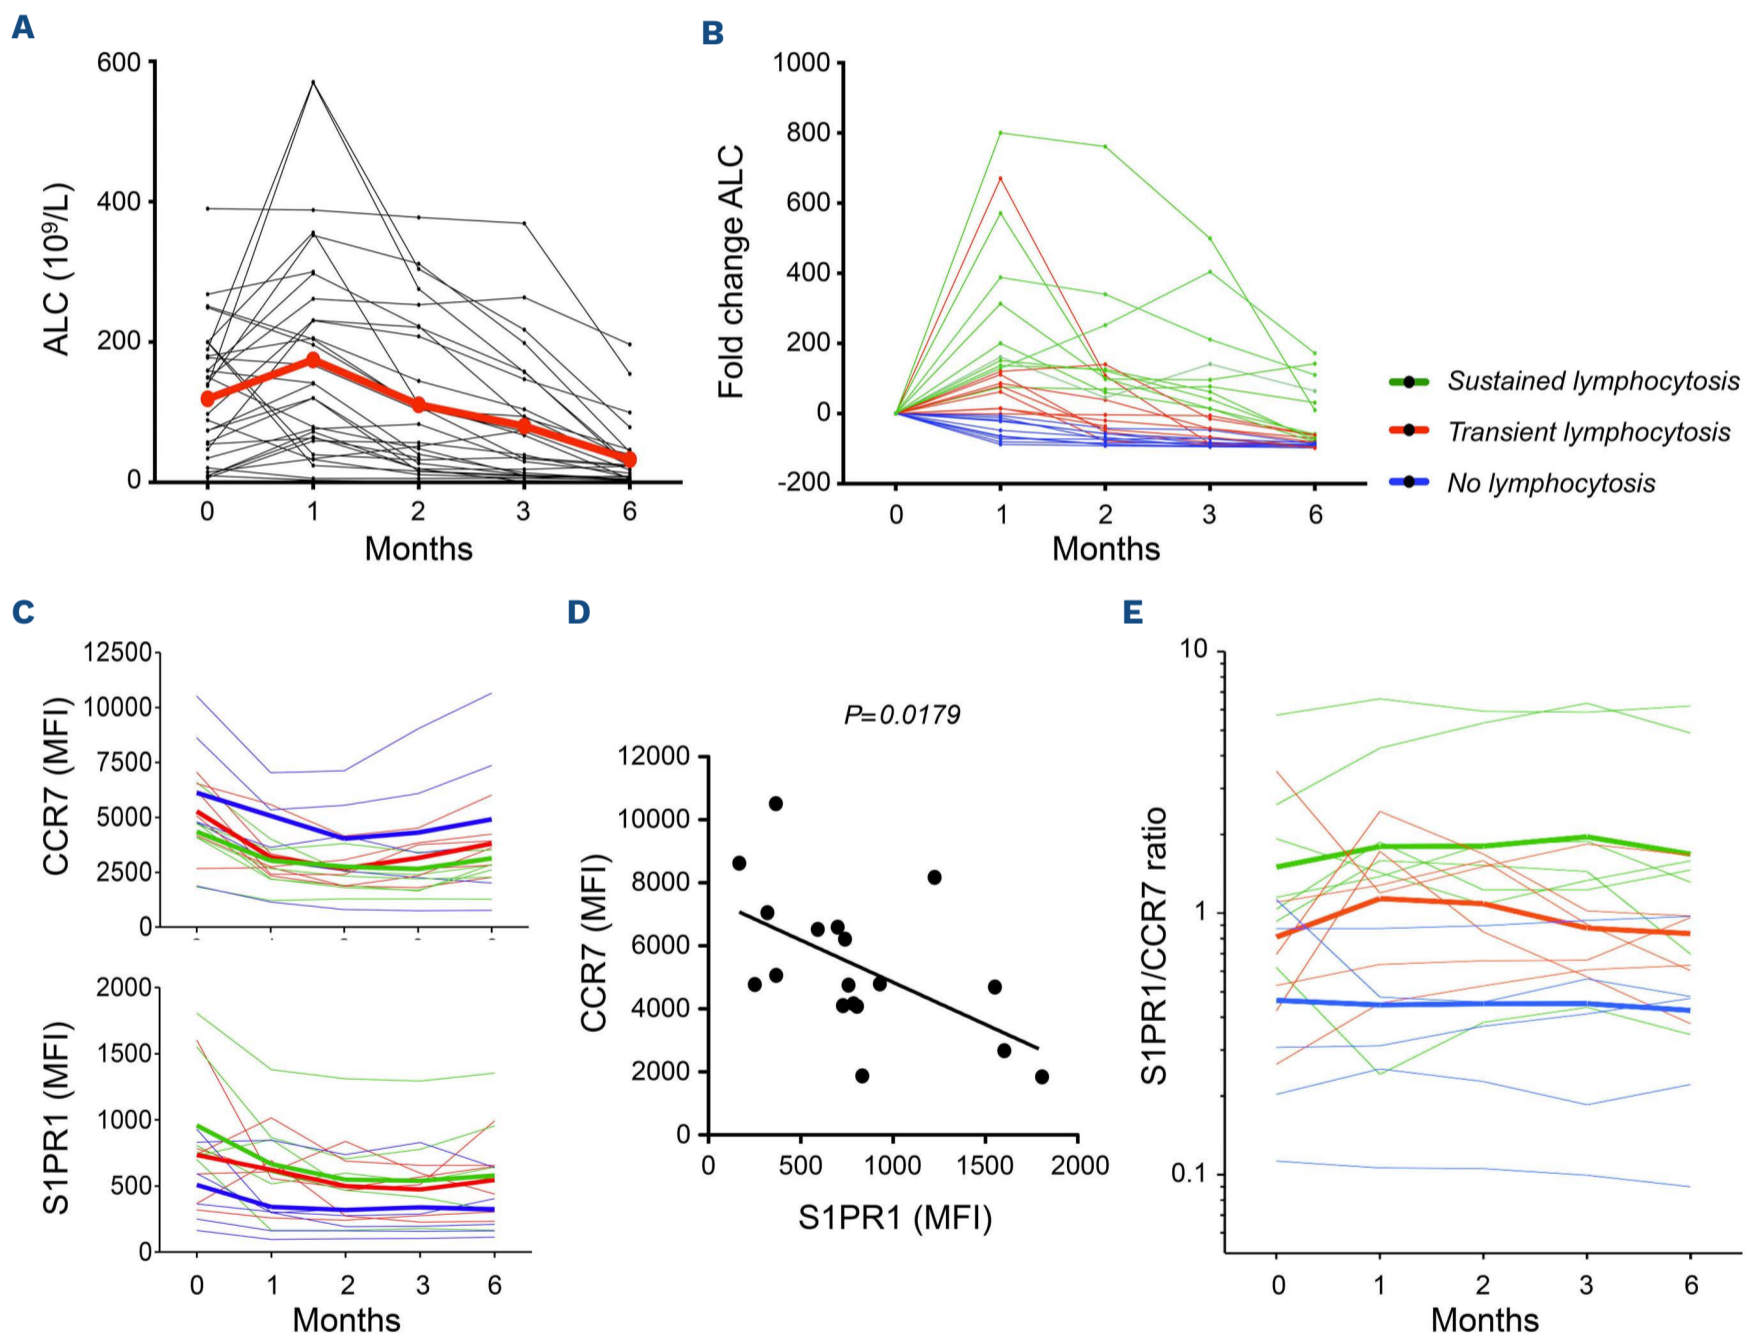 A
600
400
200
0
ALC (10⁹/L)
0 1 2 3 6
Months
B
1000
800
600
400
200
0
-200
Fold change ALC
0 1 2 3 6
Months
Sustained lymphocytosis
Transient lymphocytosis
No lymphocytosis
C
12500
10000
7500
5000
2500
0
CCR7 (MFI)
2000
1500
1000
500
0
S1PR1 (MFI)
0 1 2 3 6
Months
D
P=0.0179
12000
10000
8000
6000
4000
2000
0
CCR7 (MFI)
0 500 1000 1500 2000
S1PR1 (MFI)
E
10
1
0.1
S1PR1/CCR7 ratio
0 1 2 3 6
Months